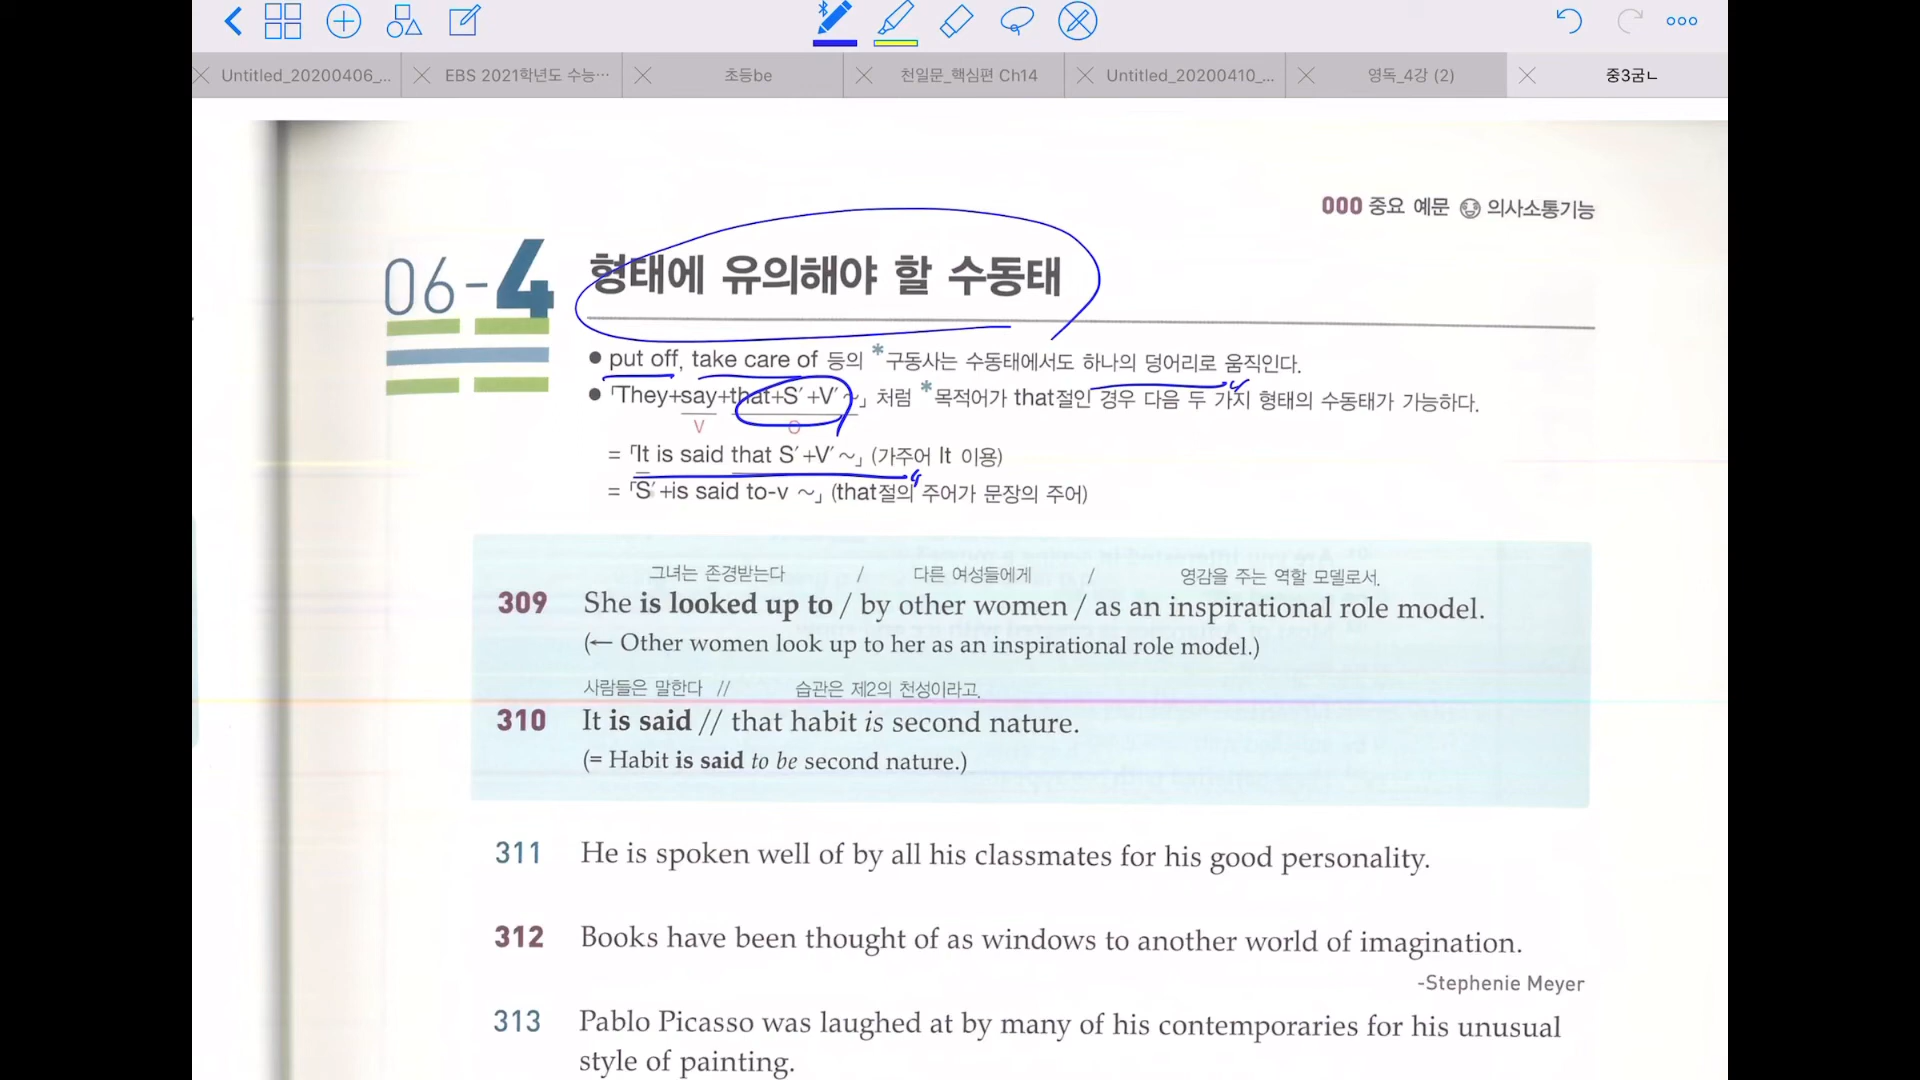 Untitled_20200406_...
EBS 2021학년도 수능...
초등be
천일문_핵심편 Ch14
Untitled_20200410_...
영독_4강 (2)
중3굼ㄴ
000 중요 예문 의사소통기능
06-4 형태에 유의해야 할 수동태
● put off, take care of 등의 *구동사는 수동태에서도 하나의 덩어리로 움직인다.
● 「They+say+that+S′+V′ ~」 처럼 *목적어가 that절인 경우 다음 두 가지 형태의 수동태가 가능하다.
V O
= 「It is said that S′+V′ ~」 (가주어 It 이용)
= 「S′+is said to-v ~」 (that절의 주어가 문장의 주어)
그녀는 존경받는다 / 다른 여성들에게 / 영감을 주는 역할 모델로서.
309 She is looked up to / by other women / as an inspirational role model.
(← Other women look up to her as an inspirational role model.)
사람들은 말한다 // 습관은 제2의 천성이라고.
310 It is said // that habit is second nature.
(= Habit is said to be second nature.)
311 He is spoken well of by all his classmates for his good personality.
312 Books have been thought of as windows to another world of imagination.
-Stephenie Meyer
313 Pablo Picasso was laughed at by many of his contemporaries for his unusual
style of painting.